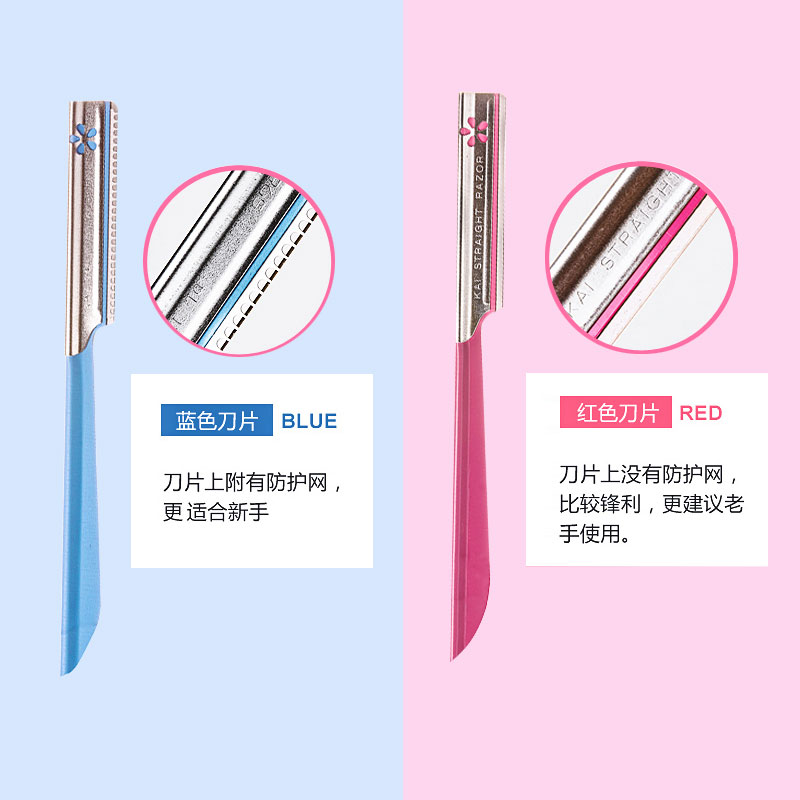 KAI STRAIGHT RAZOR
KAI STRAIGHT
蓝色刀片 BLUE
刀片上附有防护网，
更适合新手
红色刀片 RED
刀片上没有防护网，
比较锋利，更建议老
手使用。